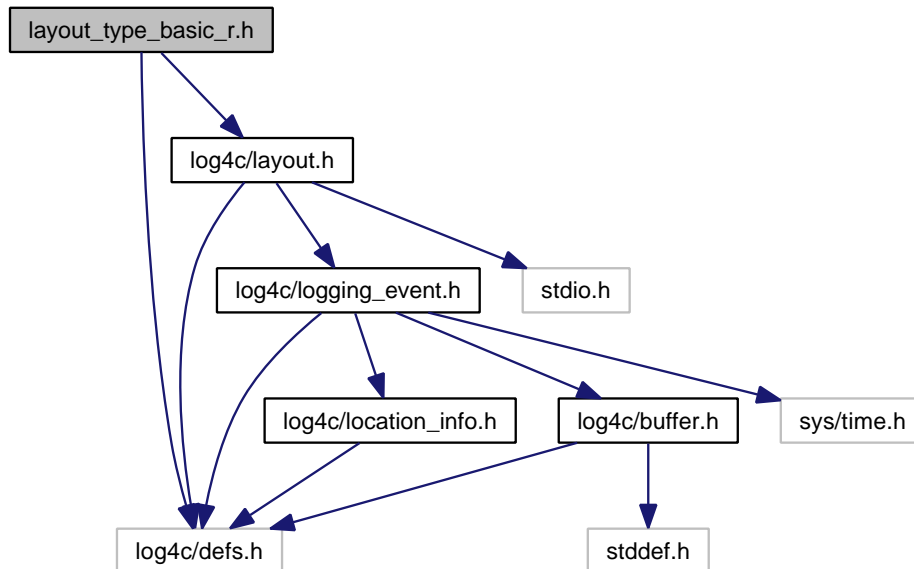 layout_type_basic_r.h
log4c/layout.h
log4c/logging_event.h
stdio.h
log4c/location_info.h
log4c/buffer.h
sys/time.h
log4c/defs.h
stddef.h